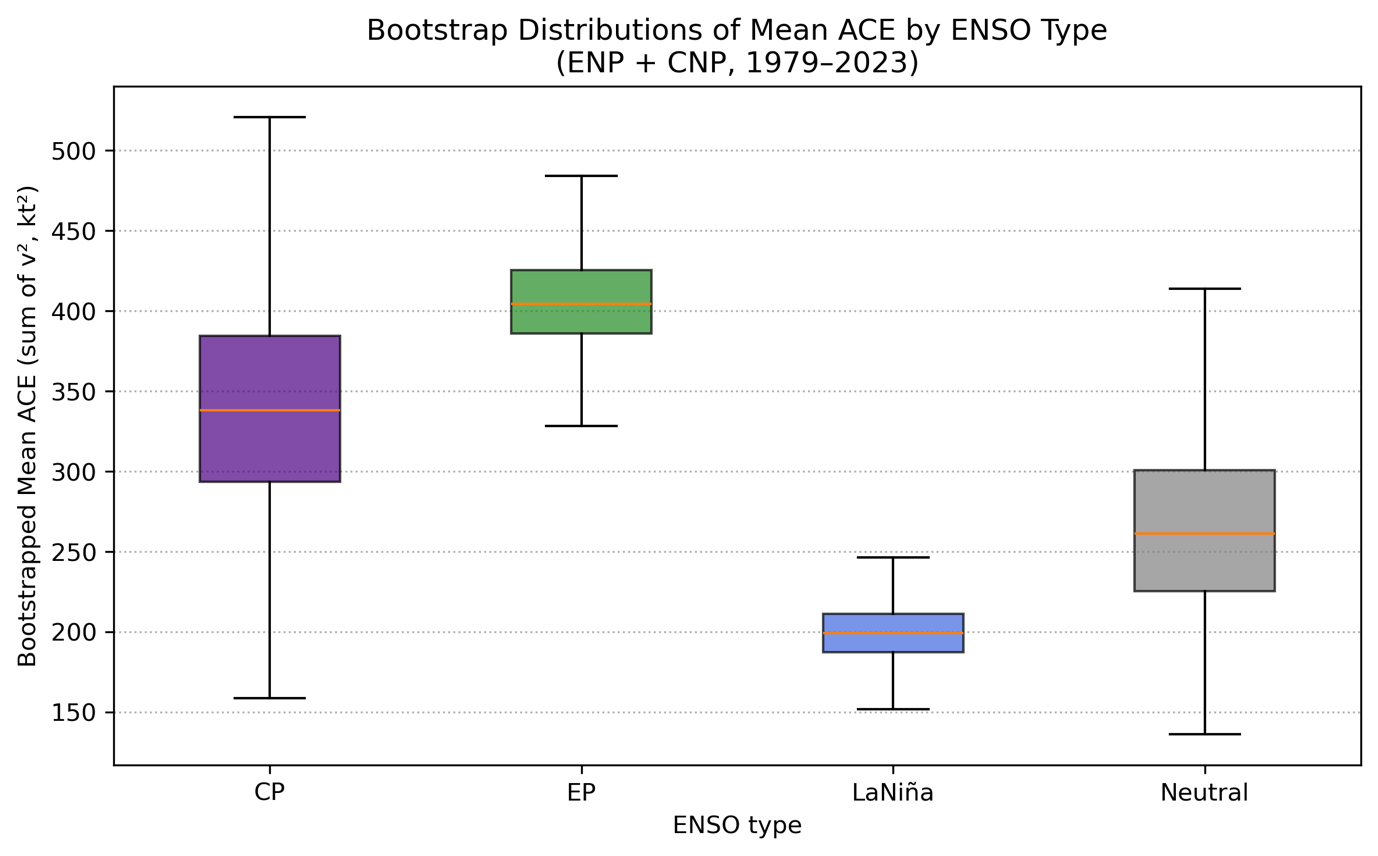 Bootstrap Distributions of Mean ACE by ENSO Type
(ENP + CNP, 1979–2023)
Bootstrapped Mean ACE (sum of v², kt²)
500
450
400
350
300
250
200
150
CP
EP
LaNiña
Neutral
ENSO type